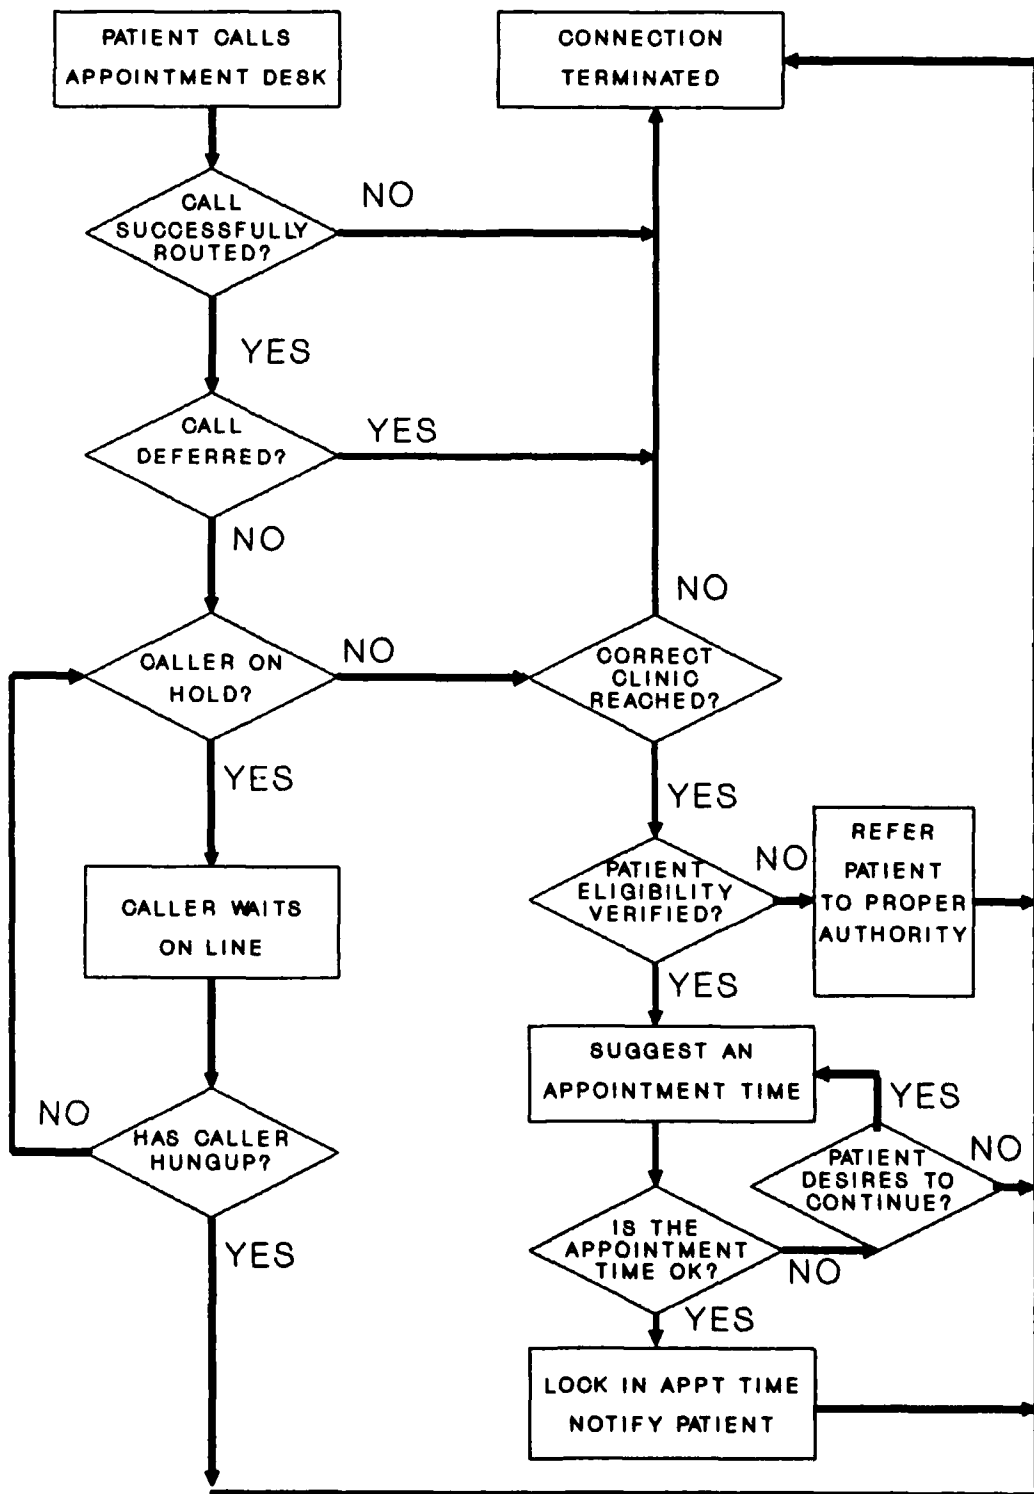 PATIENT CALLS
APPOINTMENT DESK
CONNECTION
TERMINATED
CALL
SUCCESSFULLY
ROUTED?
NO
YES
CALL
DEFERRED?
YES
NO
CALLER ON
HOLD?
NO
YES
CORRECT
CLINIC
REACHED?
NO
YES
CALLER WAITS
ON LINE
PATIENT
ELIGIBILITY
VERIFIED?
NO
YES
REFER
PATIENT
TO PROPER
AUTHORITY
SUGGEST AN
APPOINTMENT TIME
HAS CALLER
HUNGUP?
NO
YES
PATIENT
DESIRES TO
CONTINUE?
YES
NO
IS THE
APPOINTMENT
TIME OK?
NO
YES
LOCK IN APPT TIME
NOTIFY PATIENT